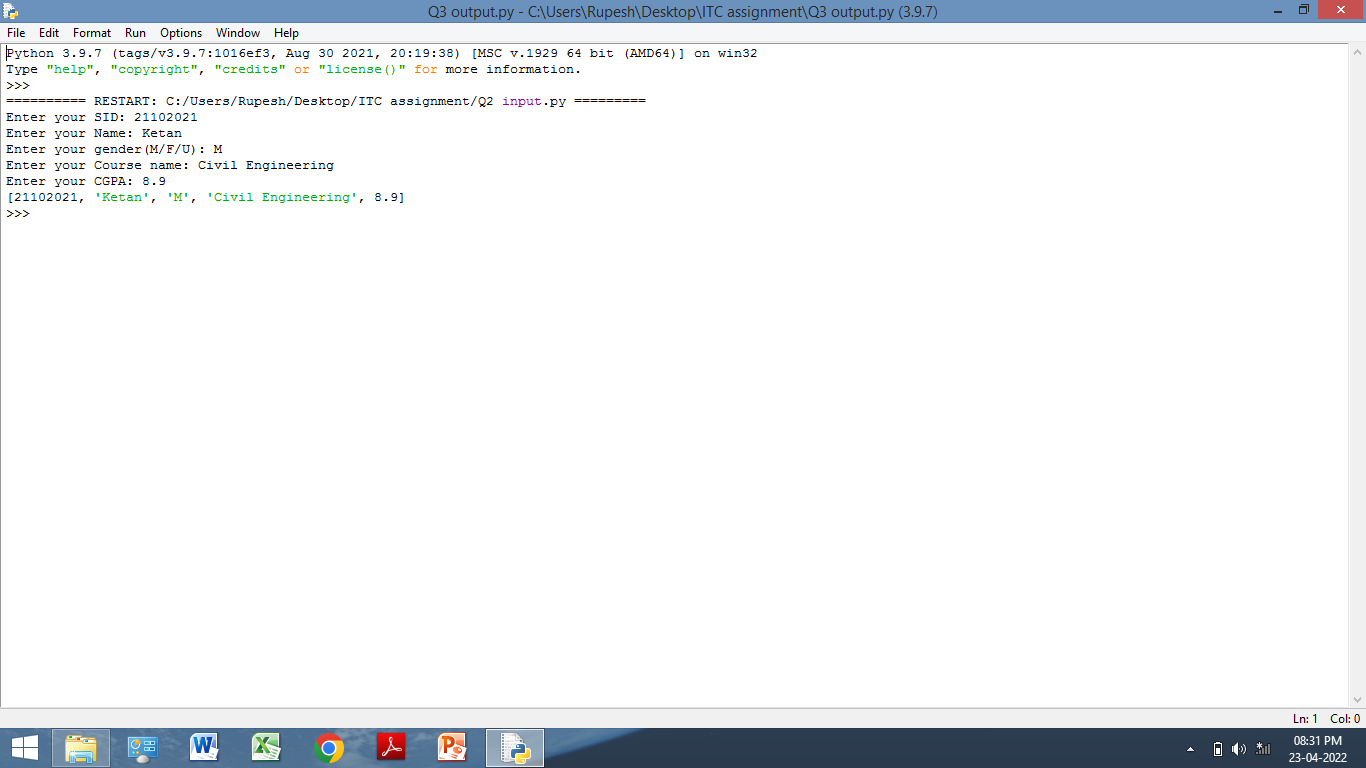 Q3 output.py - C:\Users\Rupesh\Desktop\ITC assignment\Q3 output.py (3.9.7)
File Edit Format Run Options Window Help
Python 3.9.7 (tags/v3.9.7:1016ef3, Aug 30 2021, 20:19:38) [MSC v.1929 64 bit (AMD64)] on win32
Type "help", "copyright", "credits" or "license()" for more information.
>>>
========== RESTART: C:/Users/Rupesh/Desktop/ITC assignment/Q2 input.py =========
Enter your SID: 21102021
Enter your Name: Ketan
Enter your gender(M/F/U): M
Enter your Course name: Civil Engineering
Enter your CGPA: 8.9
[21102021, 'Ketan', 'M', 'Civil Engineering', 8.9]
>>>
Ln: 1 Col: 0
08:31 PM
23-04-2022